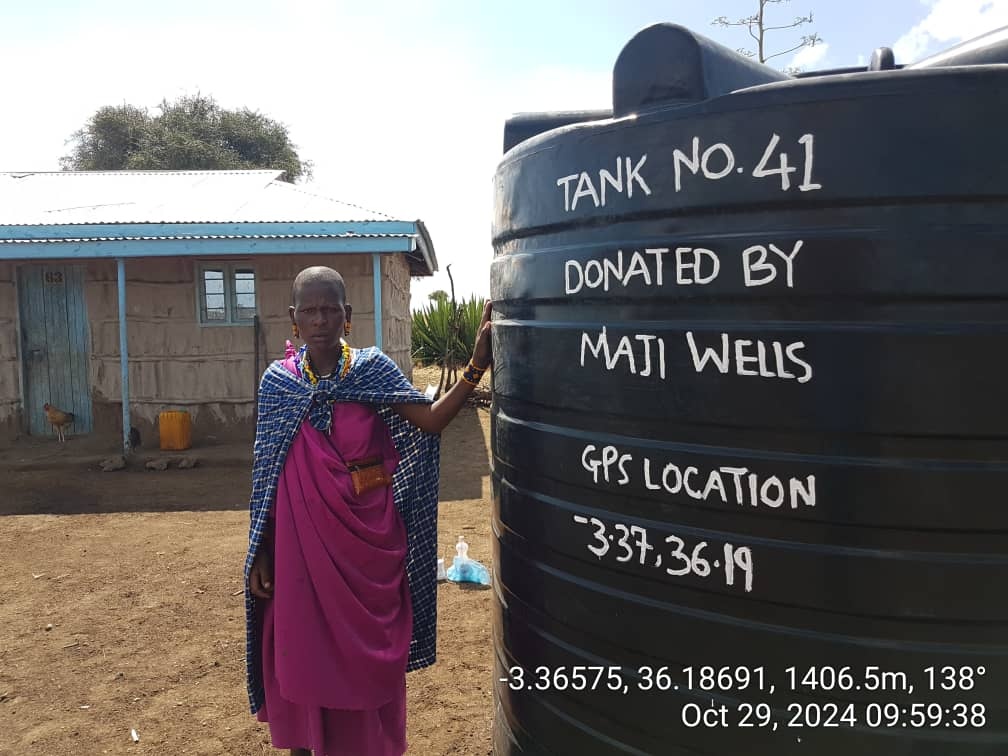 63
TANK NO. 41
DONATED BY
MAJI WELLS
GPS LOCATION
-3.37, 36.19
-3.36575, 36.18691, 1406.5m, 138°
Oct 29, 2024 09:59:38